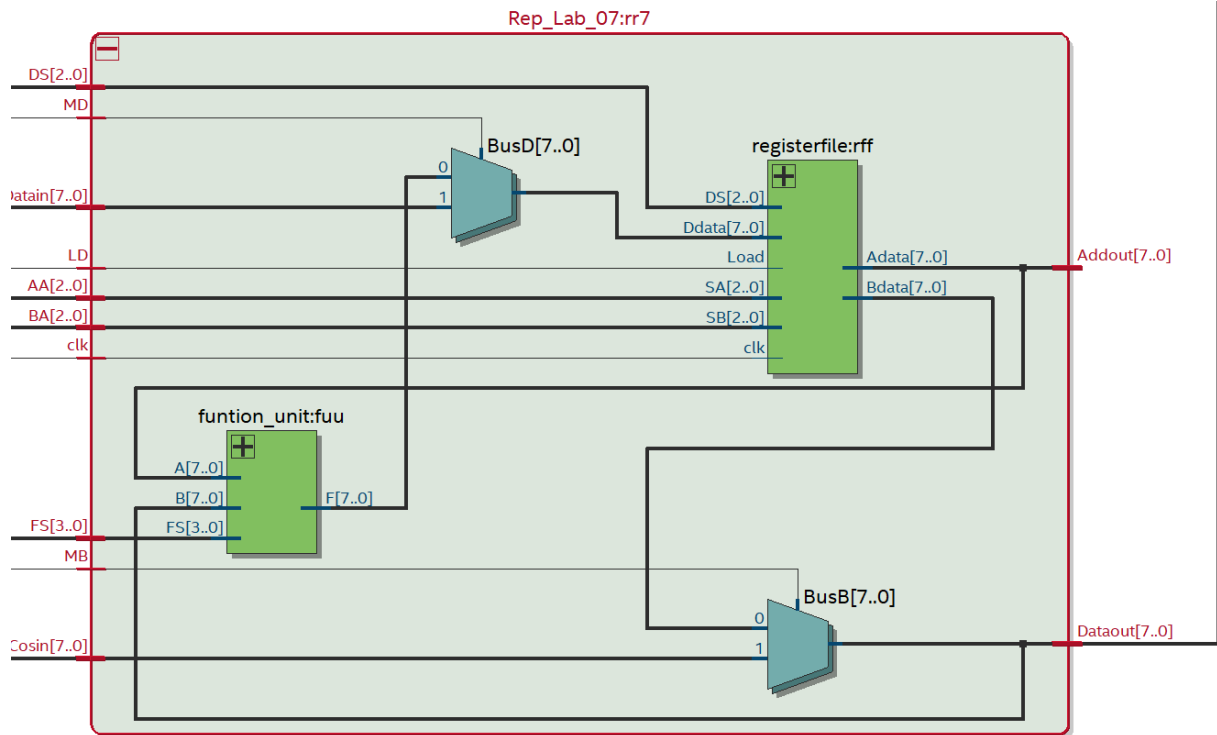 Rep_Lab_07:rr7
DS[2..0]
MD
BusD[7..0]
registerfile:rff
0
1
Datain[7..0]
DS[2..0]
Ddata[7..0]
LD
Load
Adata[7..0]
Addout[7..0]
AA[2..0]
SA[2..0]
Bdata[7..0]
BA[2..0]
SB[2..0]
clk
clk
funtion_unit:fuu
A[7..0]
B[7..0]
F[7..0]
FS[3..0]
FS[3..0]
MB
BusB[7..0]
0
1
Dataout[7..0]
Cosin[7..0]